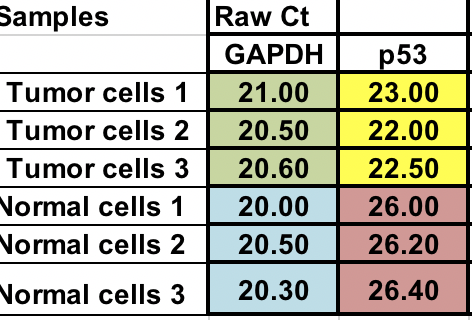 Samples Raw Ct
GAPDH p53
Tumor cells 1 21.00 23.00
Tumor cells 2 20.50 22.00
Tumor cells 3 20.60 22.50
Normal cells 1 20.00 26.00
Normal cells 2 20.50 26.20
Normal cells 3 20.30 26.40